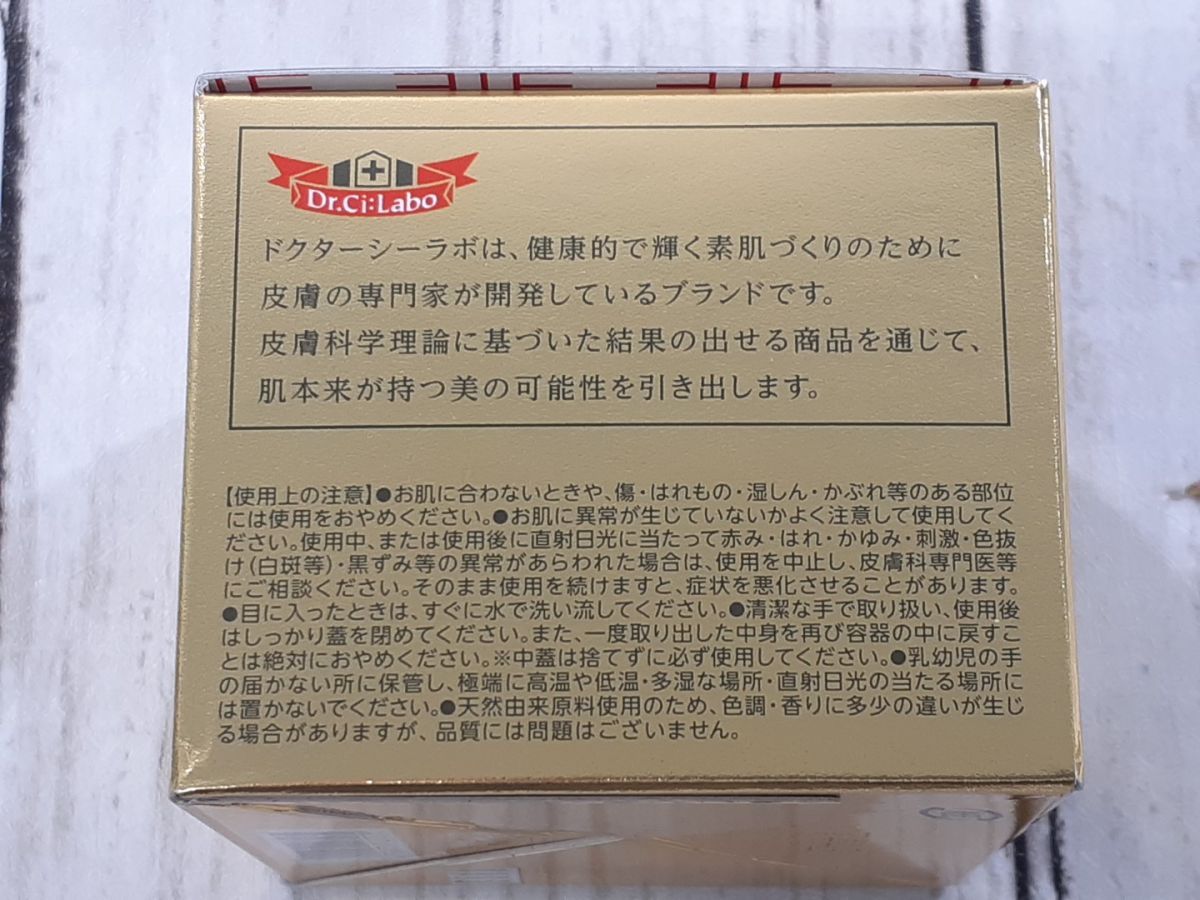 Dr.Ci:Labo
ドクターシーラボは、健康的で輝く素肌づくりのために
皮膚の専門家が開発しているブランドです。
皮膚科学理論に基づいた結果の出せる商品を通じて、
肌本来が持つ美の可能性を引き出します。
【使用上の注意】●お肌に合わないときや、傷・はれもの・湿しん・かぶれ等のある部位
には使用をおやめください。●お肌に異常が生じていないかよく注意して使用してく
ださい。使用中、または使用後に直射日光に当たって赤み・はれ・かゆみ・刺激・色抜
け(白斑等)・黒ずみ等の異常があらわれた場合は、使用を中止し、皮膚科専門医等
にご相談ください。そのまま使用を続けますと、症状を悪化させることがあります。
●目に入ったときは、すぐに水で洗い流してください。●清潔な手で取り扱い、使用後
はしっかり蓋を閉めてください。また、一度取り出した中身を再び容器の中に戻すこ
とは絶対におやめください。※中蓋は捨てずに必ず使用してください。●乳幼児の手
の届かない所に保管し、極端に高温や低温・多湿な場所・直射日光の当たる場所に
は置かないでください。●天然由来原料使用のため、色調・香りに多少の違いが生じ
る場合がありますが、品質には問題はございません。